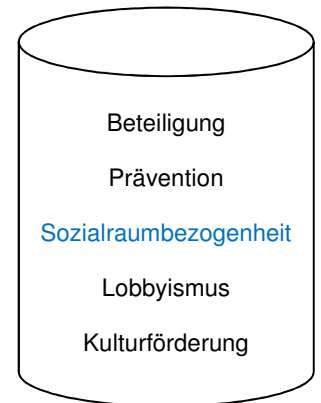 Beteiligung
Prävention
Sozialraumbezogenheit
Lobbyismus
Kulturförderung